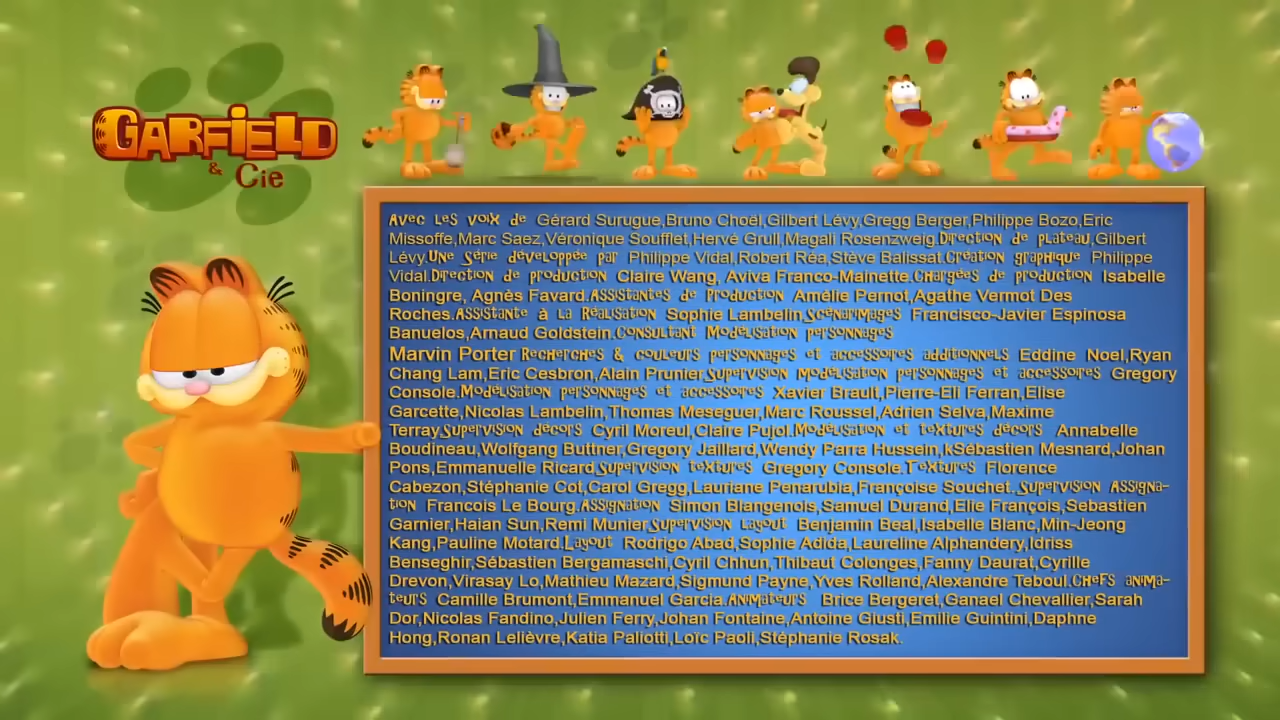 GARFIELD
& Cie
Avec les voix de Gérard Surugue,Bruno Choël,Gilbert Lévy,Gregg Berger,Philippe Bozo,Eric
Missoffe,Marc Saez,Véronique Soufflet,Hervé Grull,Magali Rosenzweig.Direction de plateau,Gilbert
Lévy.Une série développée par Philippe Vidal,Robert Réa,Stève Balissat.Création graphique Philippe
Vidal.Direction de production Claire Wang, Aviva Franco-Mainette.Chargées de production Isabelle
Boningre, Agnès Favard.Assistantes de production Amélie Pernot,Agathe Vermot Des
Roches.Assistante à la Réalisation Sophie Lambelin.Scénarimages Francisco-Javier Espinosa
Banuelos,Arnaud Goldstein.Consultant Modélisation personnages
Marvin Porter Recherches & couleurs personnages et accessoires additionnels Eddine Noel,Ryan
Chang Lam,Eric Cesbron,Alain Prunier.Supervision modélisation personnages et accessoires Gregory
Console.Modélisation personnages et accessoires Xavier Brault,Pierre-Eli Ferran,Elise
Garcette,Nicolas Lambelin,Thomas Meseguer,Marc Roussel,Adrien Selva,Maxime
Terray.Supervision décors Cyril Moreul,Claire Pujol.Modélisation et textures décors Annabelle
Boudineau,Wolfgang Buttner,Gregory Jaillard,Wendy Parra Hussein,kSébastien Mesnard,Johan
Pons,Emmanuelle Ricard.Supervision textures Gregory Console.Textures Florence
Cabezon,Stéphanie Cot,Carol Gregg,Lauriane Penarubia,Françoise Souchet.Supervision Assigna-
tion Francois Le Bourg.Assignation Simon Blangenois,Samuel Durand,Elie François,Sebastien
Garnier,Haian Sun,Remi Munier.Supervision Layout Benjamin Beal,Isabelle Blanc,Min-Jeong
Kang,Pauline Motard.Layout Rodrigo Abad,Sophie Adida,Laureline Alphandery,Idriss
Benseghir,Sébastien Bergamaschi,Cyril Chhun,Thibaut Colonges,Fanny Daurat,Cyrille
Drevon,Virasay Lo,Mathieu Mazard,Sigmund Payne,Yves Rolland,Alexandre Teboul.Chefs anima-
teurs Camille Brumont,Emmanuel Garcia.Animateurs Brice Bergeret,Ganael Chevallier,Sarah
Dor,Nicolas Fandino,Julien Ferry,Johan Fontaine,Antoine Giusti,Emilie Guintini,Daphne
Hong,Ronan Lelièvre,Katia Paliotti,Loïc Paoli,Stéphanie Rosak.